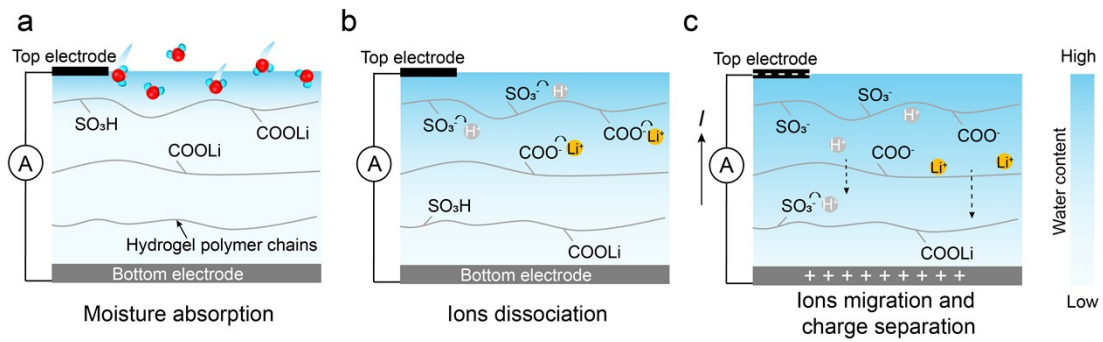 a
Top electrode
A
SO₃H
COOLi
COOLi
Hydrogel polymer chains
Bottom electrode
Moisture absorption
b
Top electrode
A
SO₃⁻
H⁺
SO₃⁻
H⁺
COO⁻
Li⁺
COO⁻
Li⁺
SO₃H
COOLi
Bottom electrode
Ions dissociation
c
Top electrode
I
A
SO₃⁻
SO₃⁻
H⁺
H⁺
COO⁻
COO⁻
Li⁺
Li⁺
SO₃⁻
H⁺
COOLi
+ + + + + + + + +
Ions migration and
charge separation
High
Water content
Low